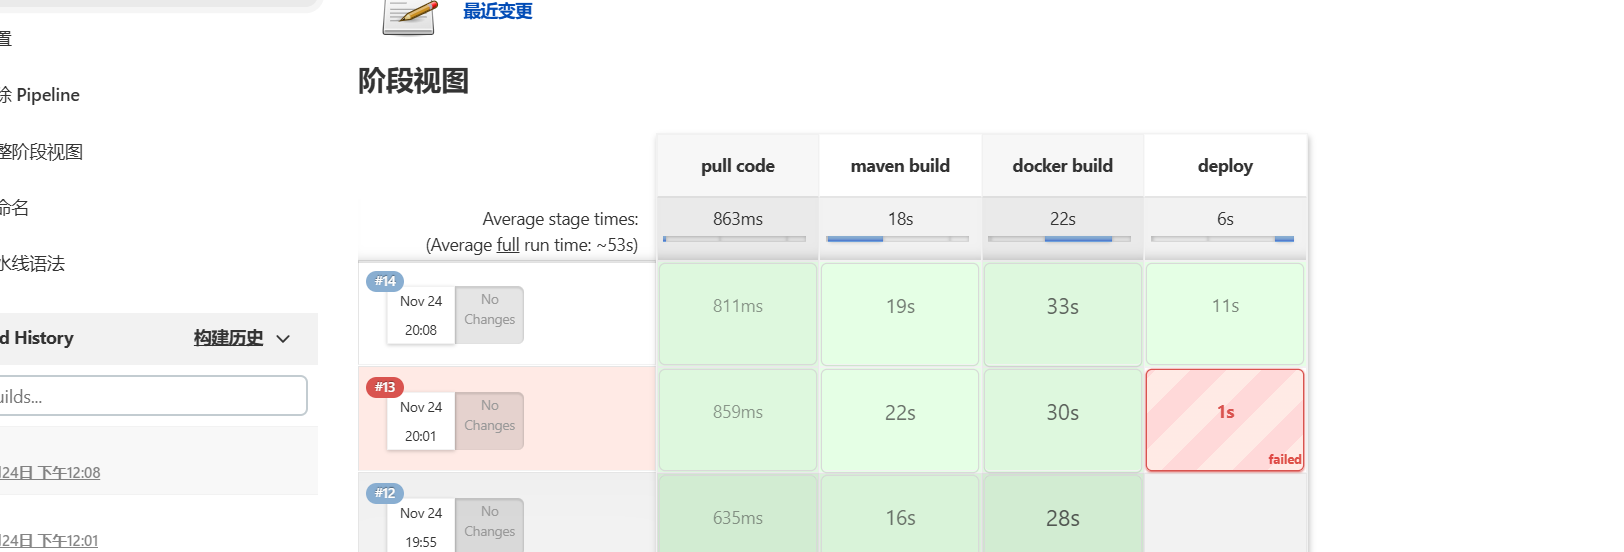 最近变更
置
除 Pipeline
整阶段视图
命名
水线语法
d History
构建历史
uilds...
24日 下午12:08
24日 下午12:01
阶段视图
pull code
maven build
docker build
deploy
Average stage times:
(Average full run time: ~53s)
863ms
18s
22s
6s
#14
Nov 24
20:08
No
Changes
811ms
19s
33s
11s
#13
Nov 24
20:01
No
Changes
859ms
22s
30s
1s
failed
#12
Nov 24
19:55
No
Changes
635ms
16s
28s